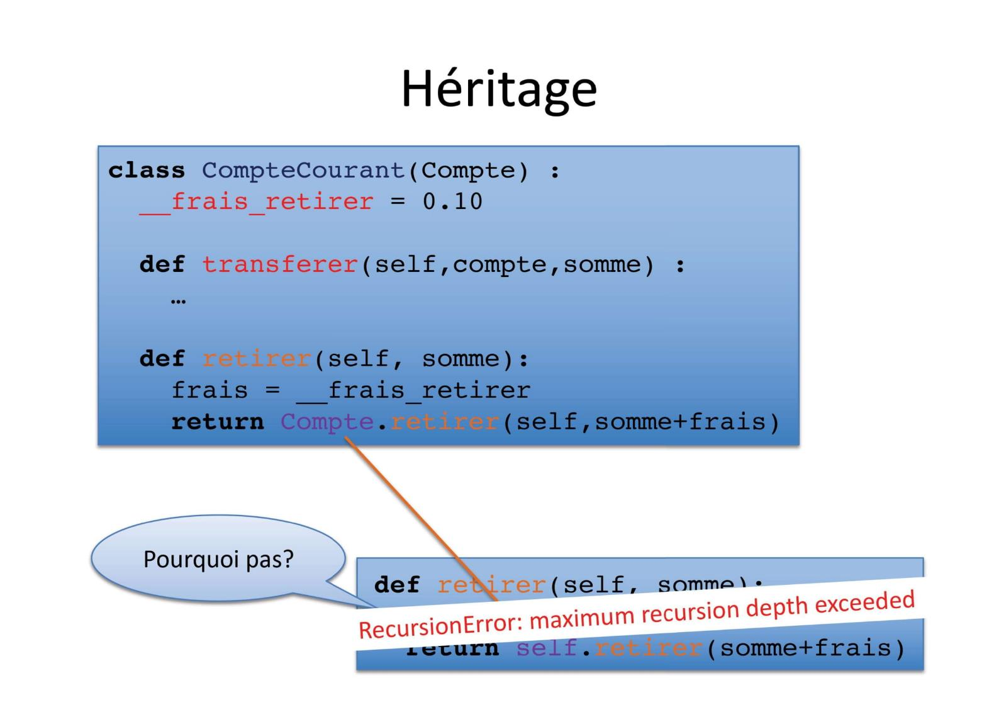 Héritage
class CompteCourant(Compte) :
__frais_retirer = 0.10
def transferer(self,compte,somme) :
…
def retirer(self, somme):
frais = __frais_retirer
return Compte.retirer(self,somme+frais)
Pourquoi pas?
def retirer(self, somme):
RecursionError: maximum recursion depth exceeded
return self.retirer(somme+frais)